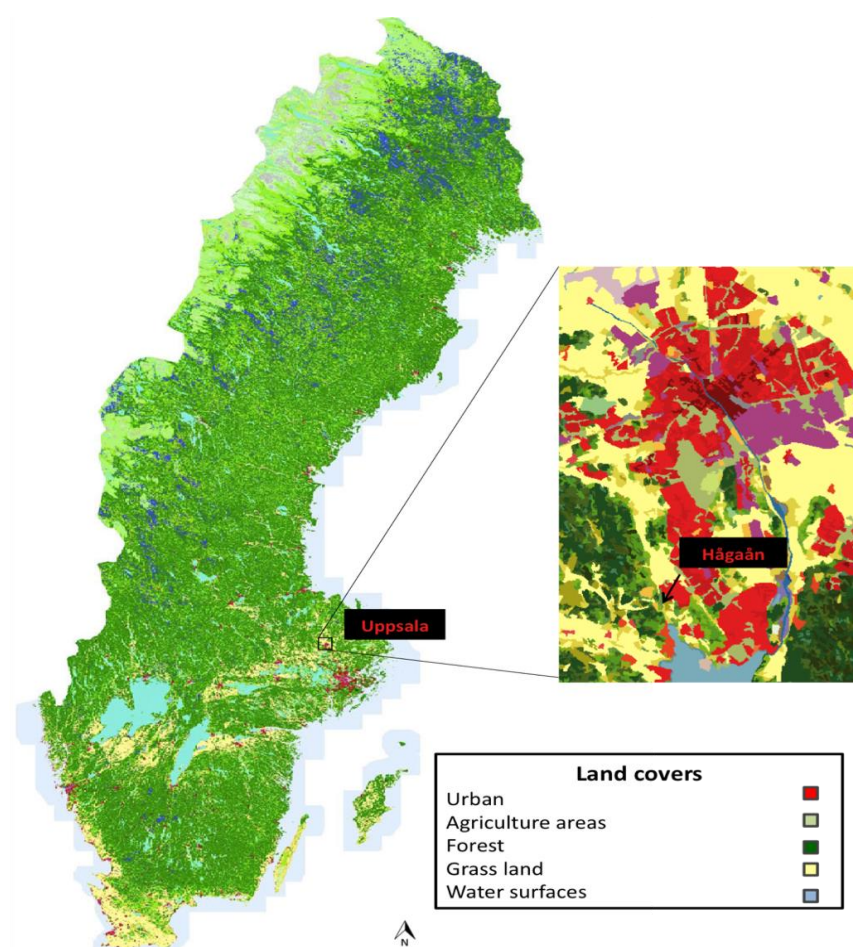 Hågaån
Uppsala
Land covers
Urban
Agriculture areas
Forest
Grass land
Water surfaces
N